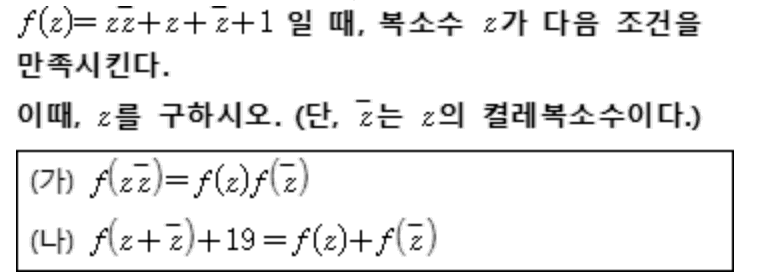 f(z)= zz̄+z+z̄+1 일 때, 복소수 z가 다음 조건을
만족시킨다.
이때, z를 구하시오. (단, z̄는 z의 켤레복소수이다.)
(가) f(zz̄)=f(z)f(z̄)
(나) f(z+z̄)+19=f(z)+f(z̄)